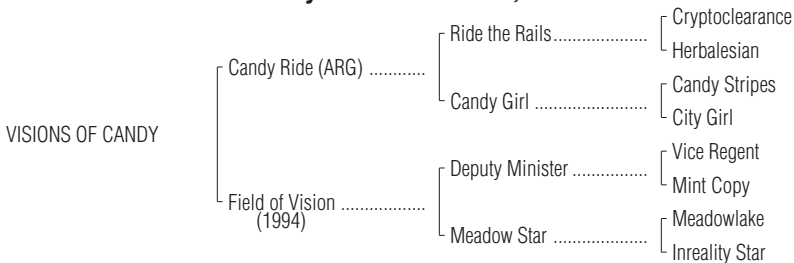 Cryptoclearance
Ride the Rails....................
Herbalesian
Candy Ride (ARG) ............
Candy Stripes
Candy Girl ........................
City Girl
VISIONS OF CANDY
Vice Regent
Deputy Minister ................
Mint Copy
Field of Vision ..................
(1994)
Meadowlake
Meadow Star ....................
Inreality Star